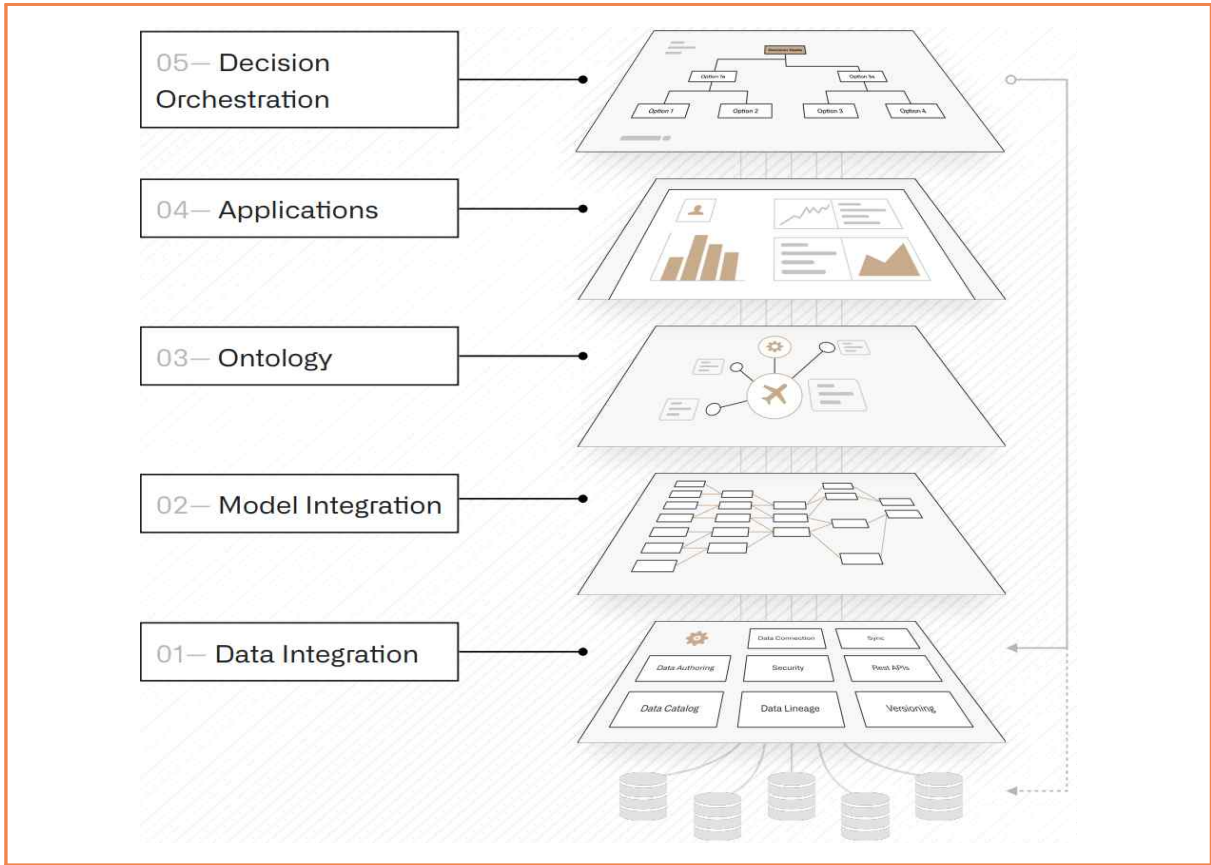 05— Decision
Orchestration
Option 1a
Option 5a
Option 1
Option 2
Option 3
Option 4
04— Applications
03— Ontology
02— Model Integration
01— Data Integration
Data Connection
Sync
Data Authoring
Security
Rest APIs
Data Catalog
Data Lineage
Versioning